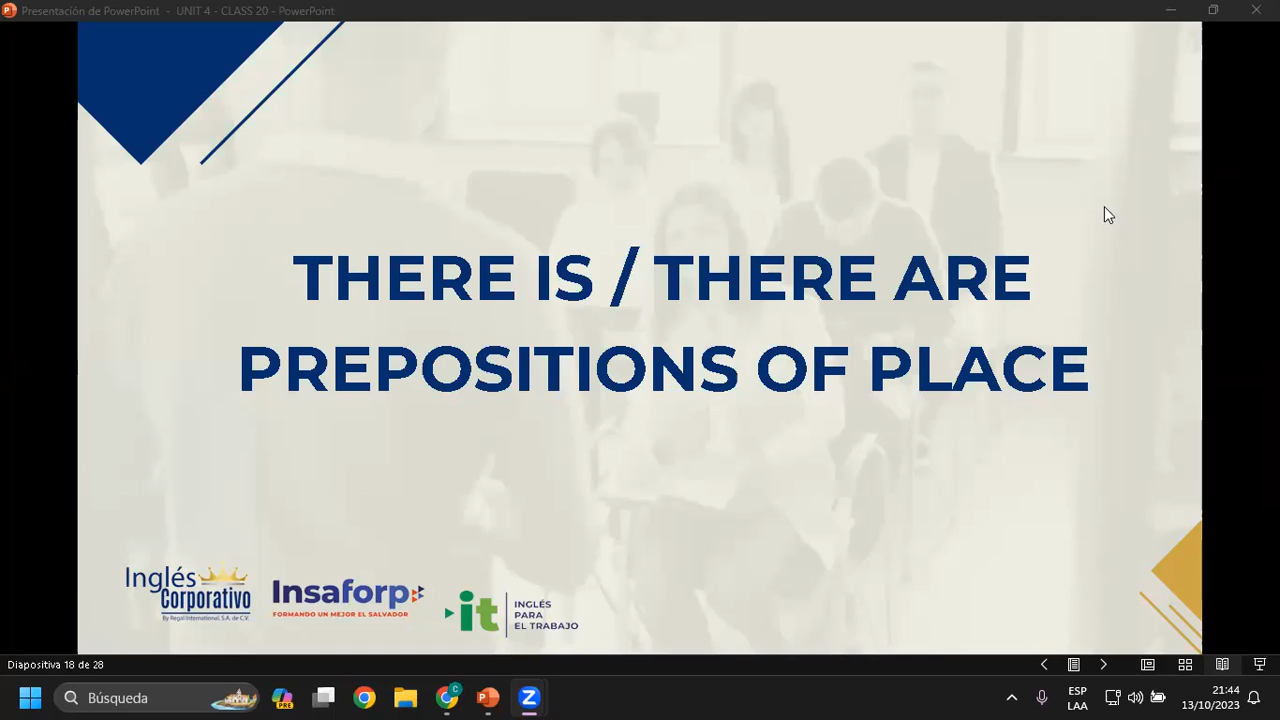 Presentación de PowerPoint - UNIT 4 - CLASS 20 - PowerPoint
THERE IS / THERE ARE
PREPOSITIONS OF PLACE
Inglés
Corporativo
By Regal International, S.A. de C.V.
Insaforp
FORMANDO UN MEJOR EL SALVADOR
it
INGLÉS
PARA
EL TRABAJO
Diapositiva 18 de 28
Búsqueda
PRE
ESP
LAA
21:44
13/10/2023